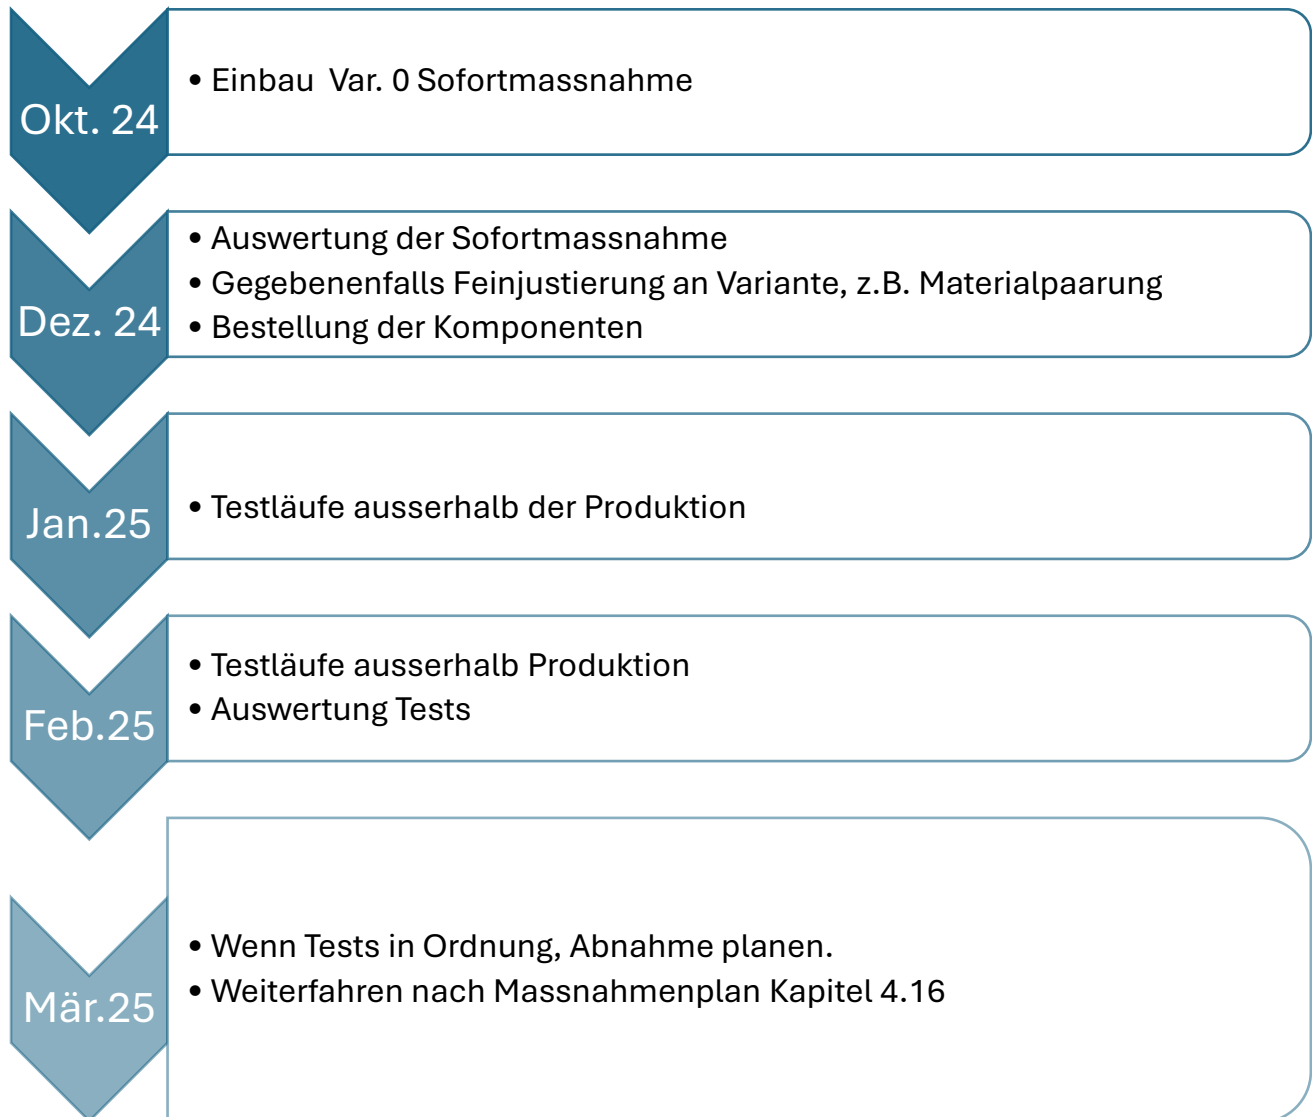 Okt. 24
• Einbau  Var. 0 Sofortmassnahme
Dez. 24
• Auswertung der Sofortmassnahme
• Gegebenenfalls Feinjustierung an Variante, z.B. Materialpaarung
• Bestellung der Komponenten
Jan.25
• Testläufe ausserhalb der Produktion
Feb.25
• Testläufe ausserhalb Produktion
• Auswertung Tests
Mär.25
• Wenn Tests in Ordnung, Abnahme planen.
• Weiterfahren nach Massnahmenplan Kapitel 4.16